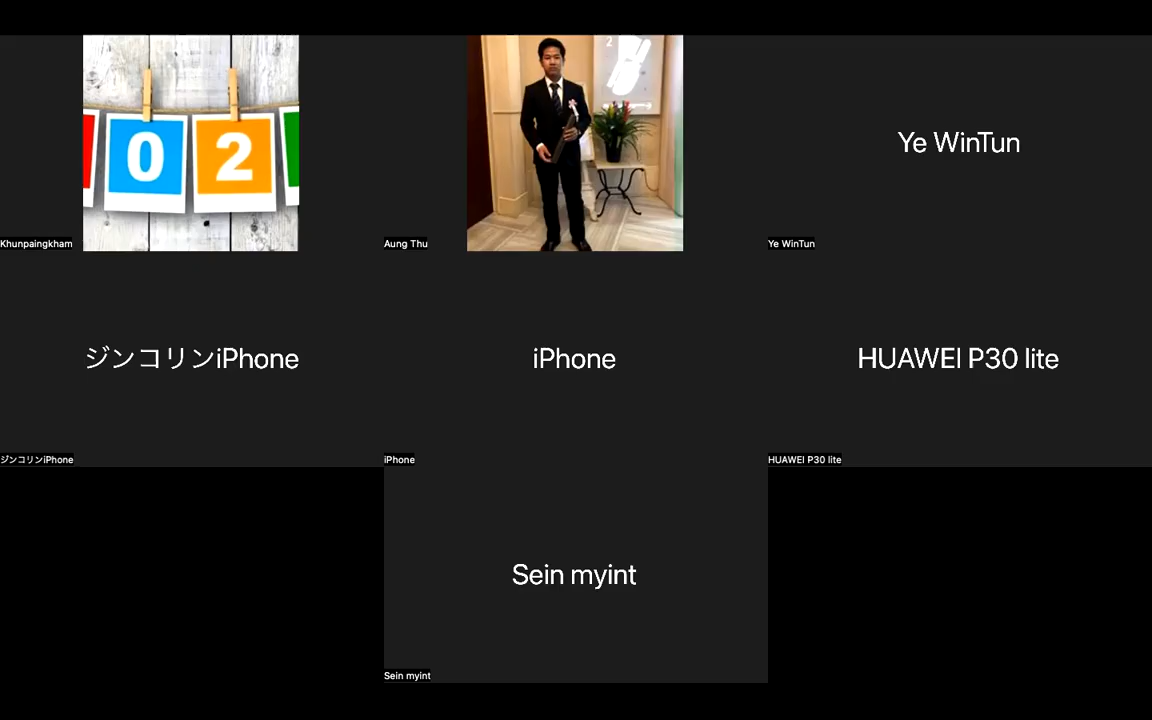 0 2
2
Khunpaingkham
Aung Thu
Ye WinTun
Ye WinTun
ジンコリンiPhone
iPhone
HUAWEI P30 lite
ジンコリンiPhone
iPhone
HUAWEI P30 lite
Sein myint
Sein myint